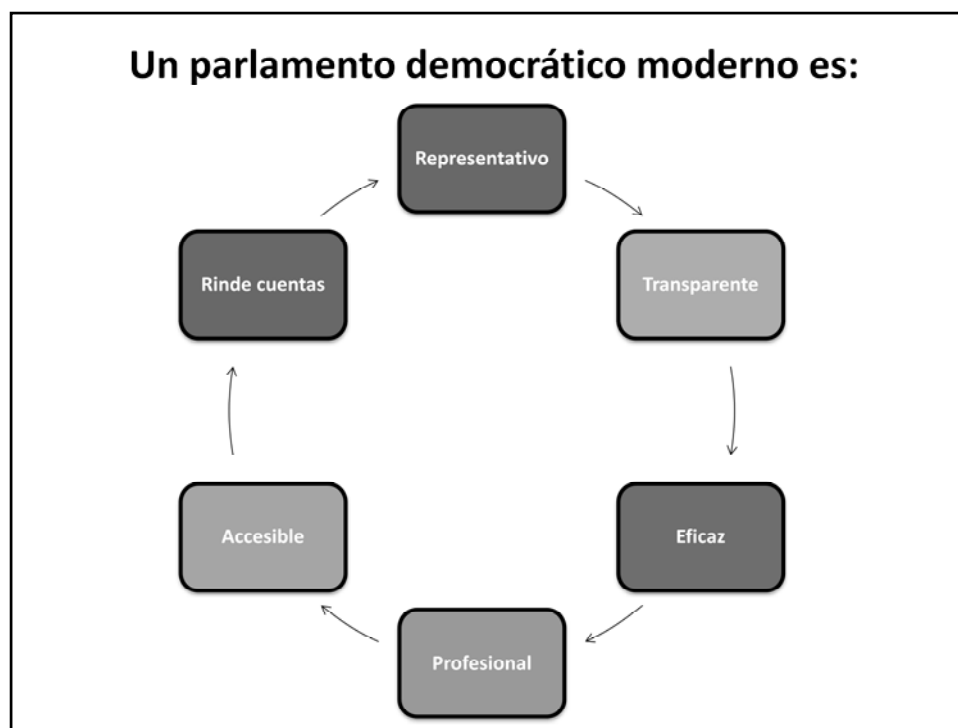 Un parlamento democrático moderno es:
Representativo
Transparente
Eficaz
Profesional
Accesible
Rinde cuentas